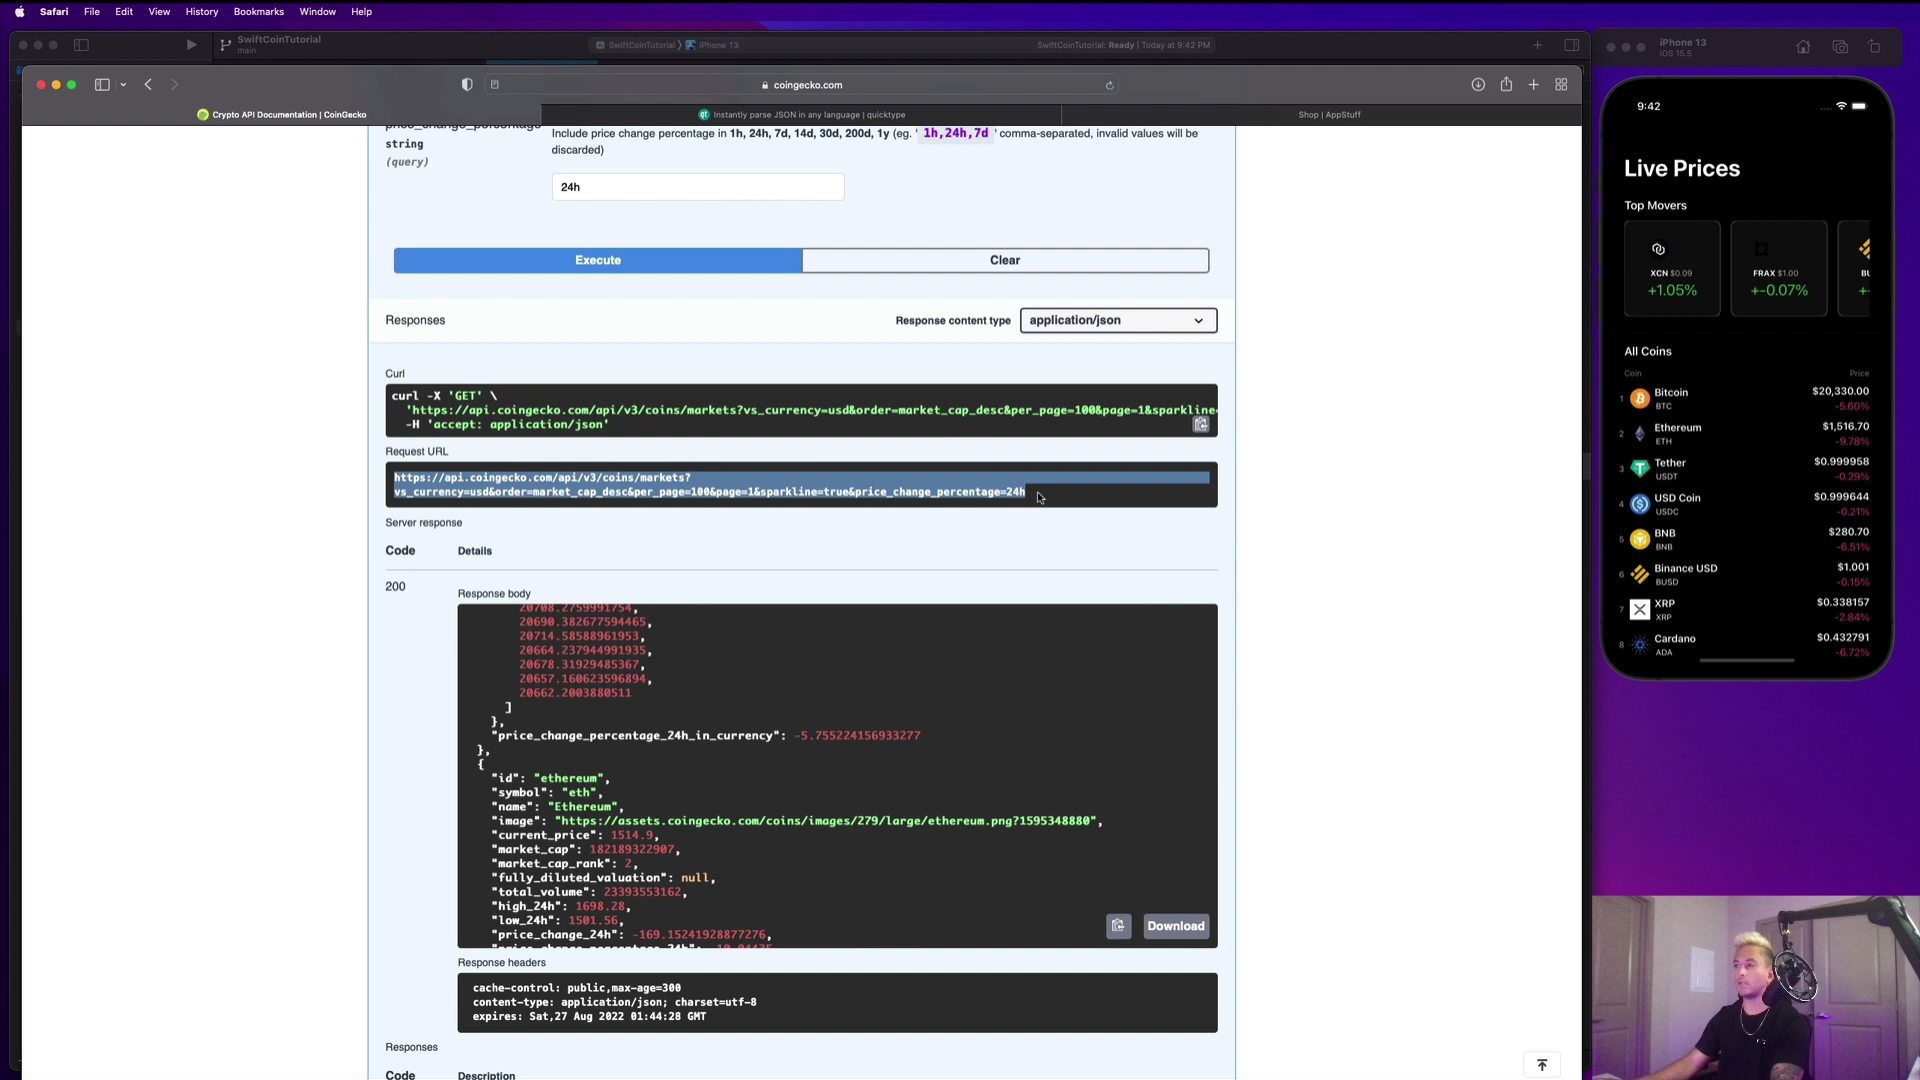 Safari File Edit View History Bookmarks Window Help
SwiftCoinTutorial
main
SwiftCoinTutorial iPhone 13
SwiftCoinTutorial: Ready | Today at 9:42 PM
coingecko.com
Crypto API Documentation | CoinGecko
Instantly parse JSON in any language | quicktype
Shop | AppStuff
price_change_percentage
string
(query)
Include price change percentage in 1h, 24h, 7d, 14d, 30d, 200d, 1y (eg. '1h,24h,7d' comma-separated, invalid values will be
discarded)
24h
Execute
Clear
Responses
Response content type
application/json
Curl
curl -X 'GET' \
'https://api.coingecko.com/api/v3/coins/markets?vs_currency=usd&order=market_cap_desc&per_page=100&page=1&sparkline=
-H 'accept: application/json'
Request URL
https://api.coingecko.com/api/v3/coins/markets?
vs_currency=usd&order=market_cap_desc&per_page=100&page=1&sparkline=true&price_change_percentage=24h
Server response
Code Details
200
Response body
20708.2759991754,
20690.382677594465,
20714.58588961953,
20664.237944991935,
20678.31929485367,
20657.160623596894,
20662.2003880511
]
},
"price_change_percentage_24h_in_currency": -5.755224156933277
},
{
"id": "ethereum",
"symbol": "eth",
"name": "Ethereum",
"image": "https://assets.coingecko.com/coins/images/279/large/ethereum.png?1595348880",
"current_price": 1514.9,
"market_cap": 182189322907,
"market_cap_rank": 2,
"fully_diluted_valuation": null,
"total_volume": 23393553162,
"high_24h": 1698.28,
"low_24h": 1501.56,
"price_change_24h": -169.15241928877276,
Download
Response headers
cache-control: public,max-age=300
content-type: application/json; charset=utf-8
expires: Sat,27 Aug 2022 01:44:28 GMT
Responses
Code Description
iPhone 13
iOS 15.5
9:42
Live Prices
Top Movers
XCN $0.09
+1.05%
FRAX $1.00
+-0.07%
All Coins
Coin Price
1 Bitcoin $20,330.00
BTC -5.60%
2 Ethereum $1,516.70
ETH -9.78%
3 Tether $0.999958
USDT -0.29%
4 USD Coin $0.999644
USDC -0.21%
5 BNB $280.70
BNB -6.51%
6 Binance USD $1.001
BUSD -0.15%
7 XRP $0.338157
XRP -2.84%
8 Cardano $0.432791
ADA -6.72%